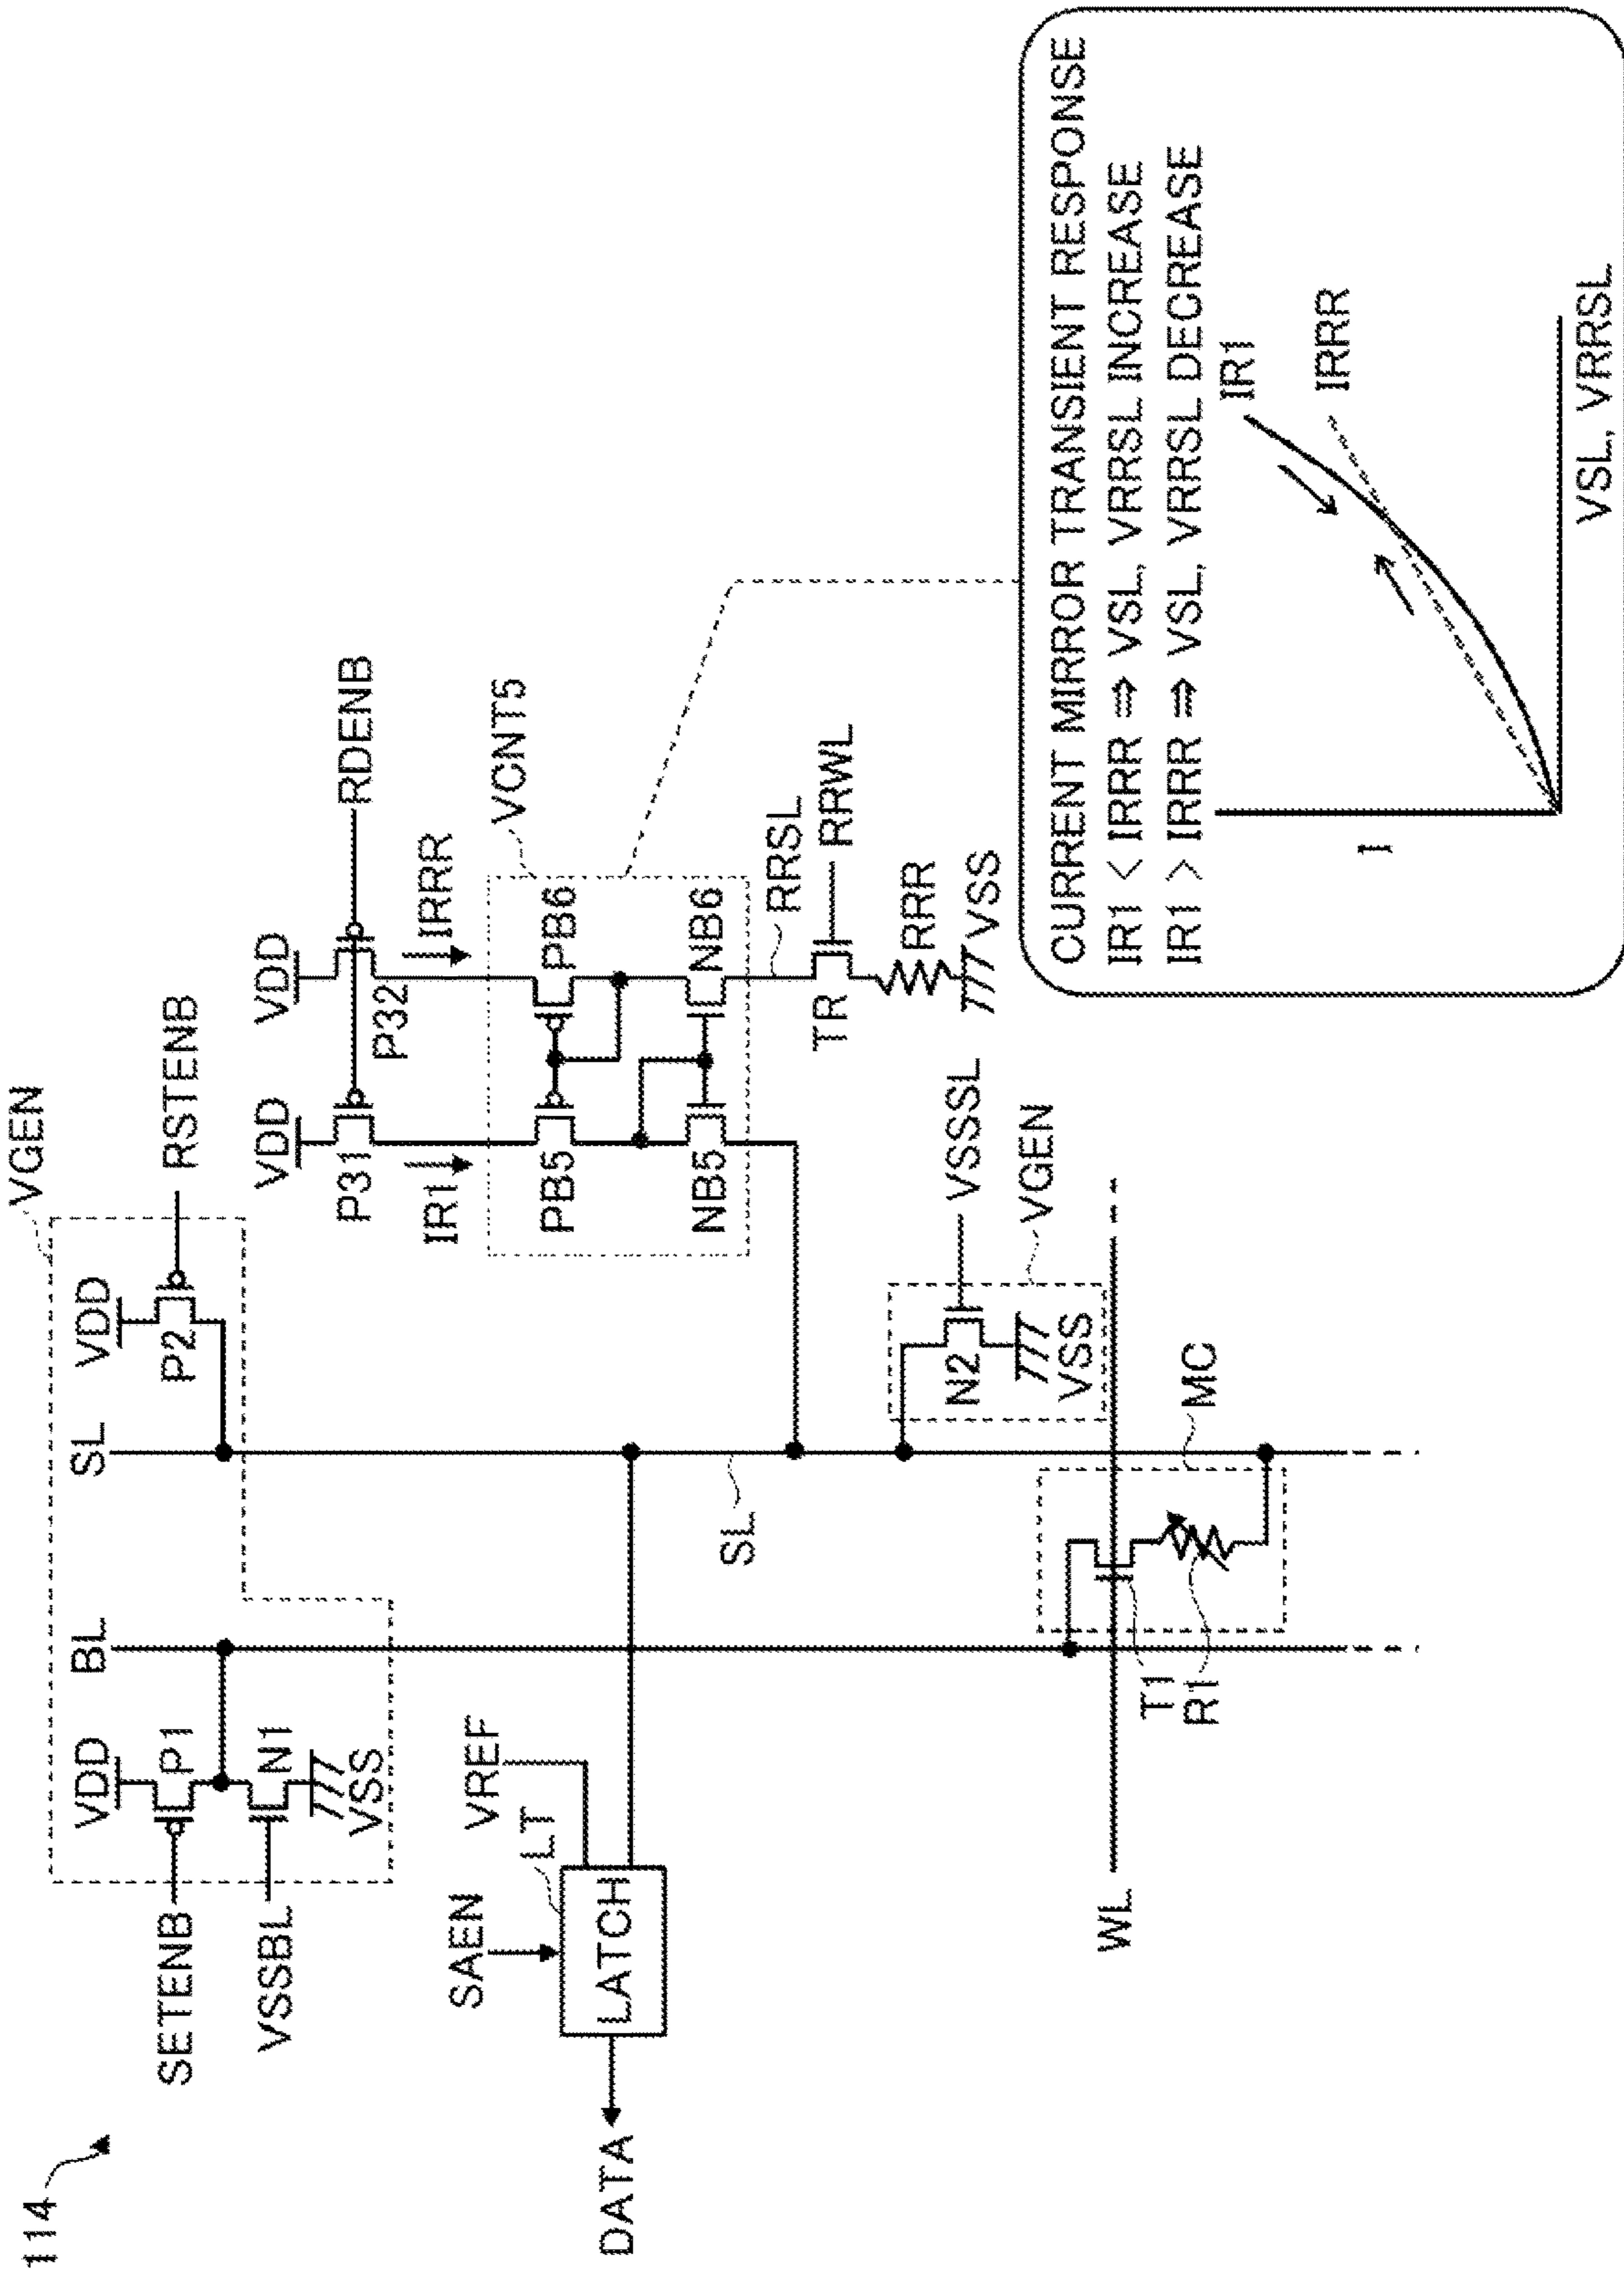 114
VGEN
SETENB
VDD
P1
BL
SL
VDD
P2
RSTENB
VSSBL
N1
VSS
VDD
P31
VDD
P32
RDENB
IR1
IRRR
VCNT5
SAEN
LT
VREF
PB5
PB6
DATA
LATCH
NB5
NB6
SL
RRSL
TR
RRWL
RRR
VSS
N2
VSSSL
VSS
VGEN
WL
T1
R1
MC
CURRENT MIRROR TRANSIENT RESPONSE
IR1 < IRRR ⇒ VSL, VRRSL INCREASE
IR1 > IRRR ⇒ VSL, VRRSL DECREASE
IR1
IRRR
I
VSL, VRRSL